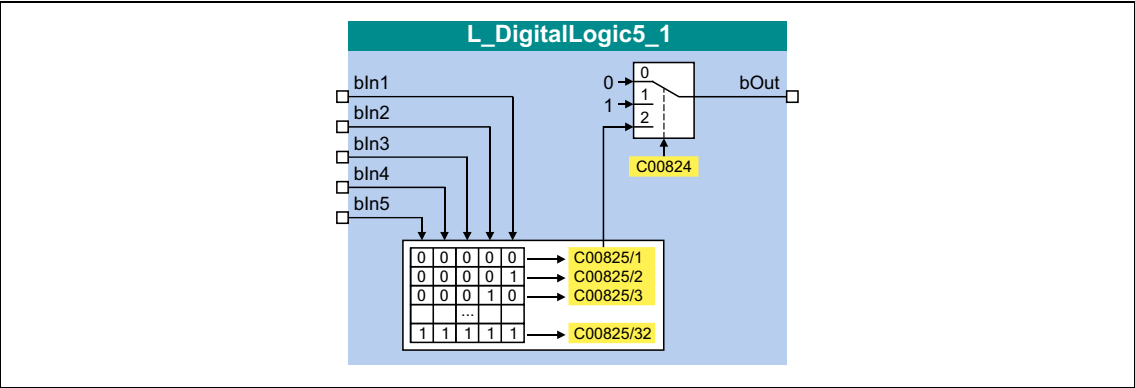 L_DigitalLogic5_1
bIn1
bIn2
bIn3
bIn4
bIn5
0 0
1 1
2
bOut
C00824
0 0 0 0 0 C00825/1
0 0 0 0 1 C00825/2
0 0 0 1 0 C00825/3
...
1 1 1 1 1 C00825/32